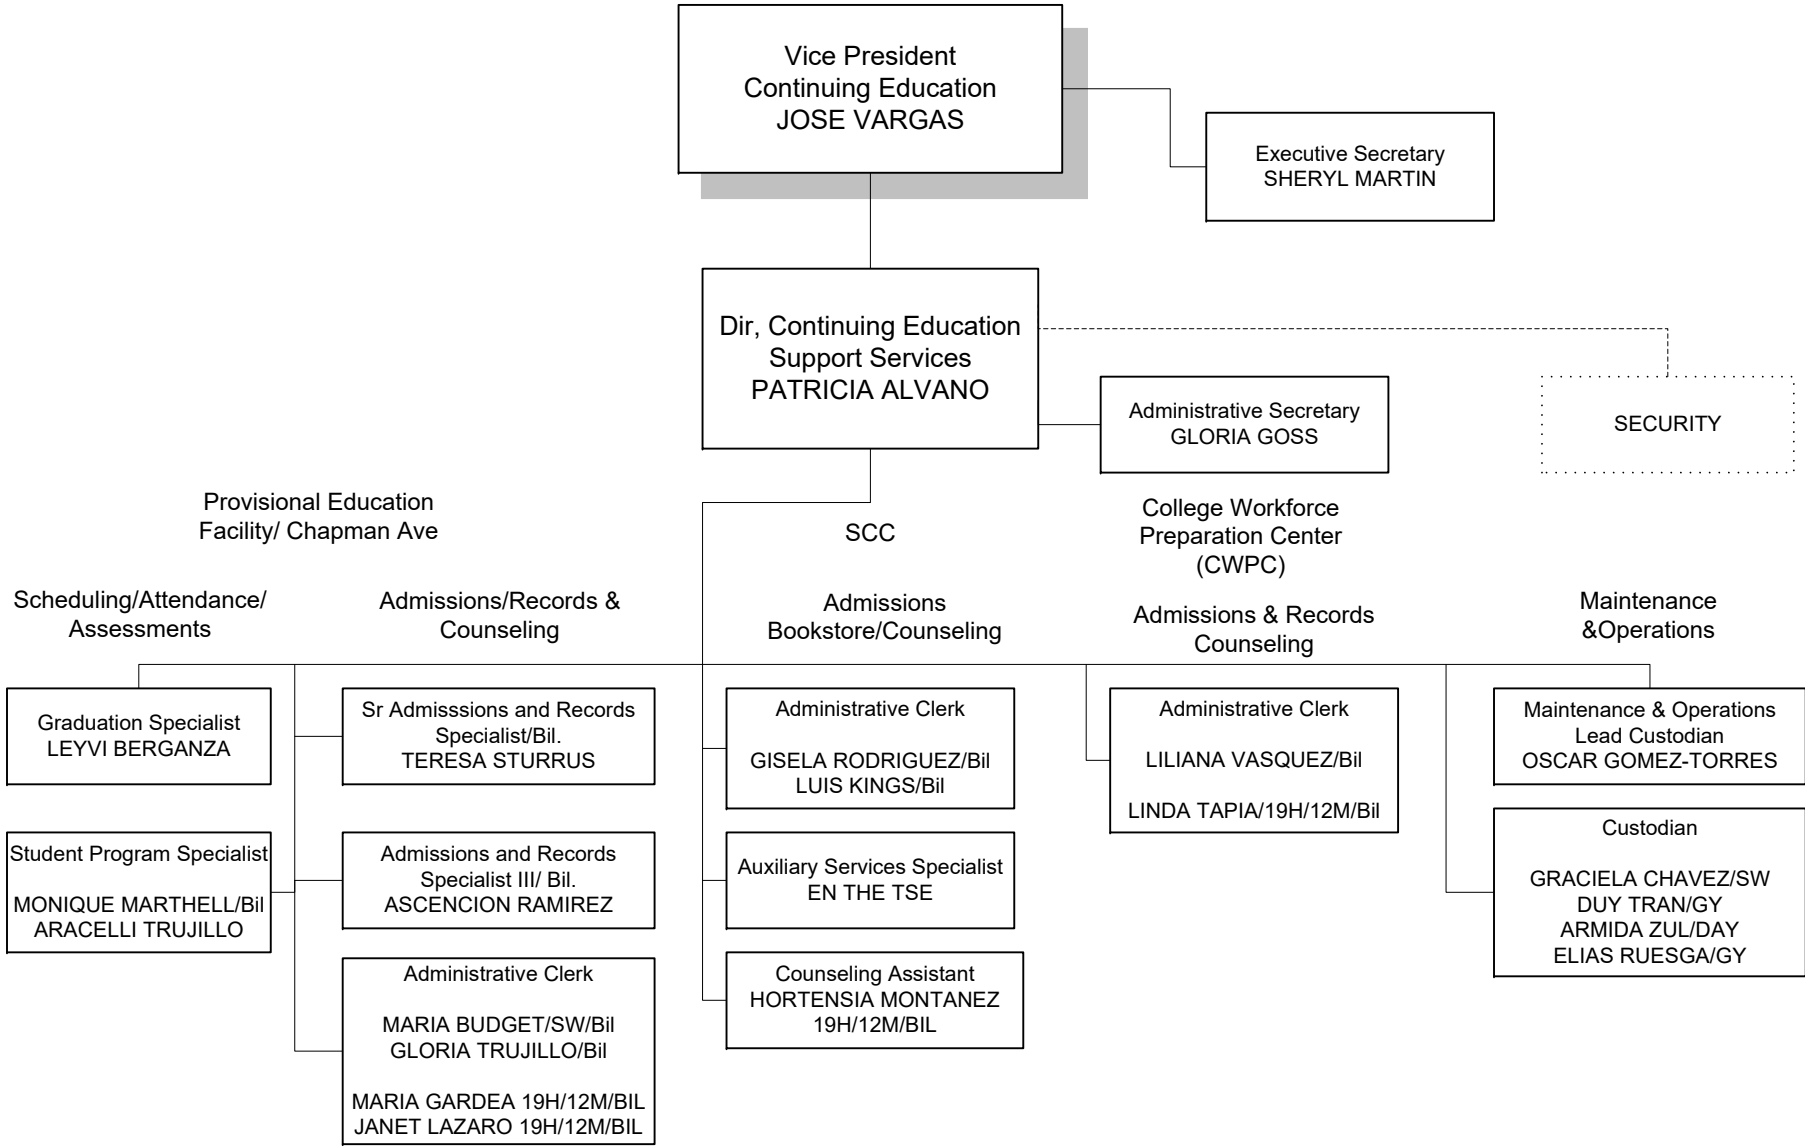 Vice President
Continuing Education
JOSE VARGAS
Executive Secretary
SHERYL MARTIN
Dir, Continuing Education
Support Services
PATRICIA ALVANO
Administrative Secretary
GLORIA GOSS
SECURITY
Provisional Education
Facility/ Chapman Ave
SCC
College Workforce
Preparation Center
(CWPC)
Scheduling/Attendance/
Assessments
Admissions/Records &
Counseling
Admissions
Bookstore/Counseling
Admissions & Records
Counseling
Maintenance
&Operations
Graduation Specialist
LEYVI BERGANZA
Student Program Specialist
MONIQUE MARTHELL/Bil
ARACELLI TRUJILLO
Sr Admisssions and Records
Specialist/Bil.
TERESA STURRUS
Admissions and Records
Specialist III/ Bil.
ASCENCION RAMIREZ
Administrative Clerk
MARIA BUDGET/SW/Bil
GLORIA TRUJILLO/Bil
MARIA GARDEA 19H/12M/BIL
JANET LAZARO 19H/12M/BIL
Administrative Clerk
GISELA RODRIGUEZ/Bil
LUIS KINGS/Bil
Auxiliary Services Specialist
EN THE TSE
Counseling Assistant
HORTENSIA MONTANEZ
19H/12M/BIL
Administrative Clerk
LILIANA VASQUEZ/Bil
LINDA TAPIA/19H/12M/Bil
Maintenance & Operations
Lead Custodian
OSCAR GOMEZ-TORRES
Custodian
GRACIELA CHAVEZ/SW
DUY TRAN/GY
ARMIDA ZUL/DAY
ELIAS RUESGA/GY